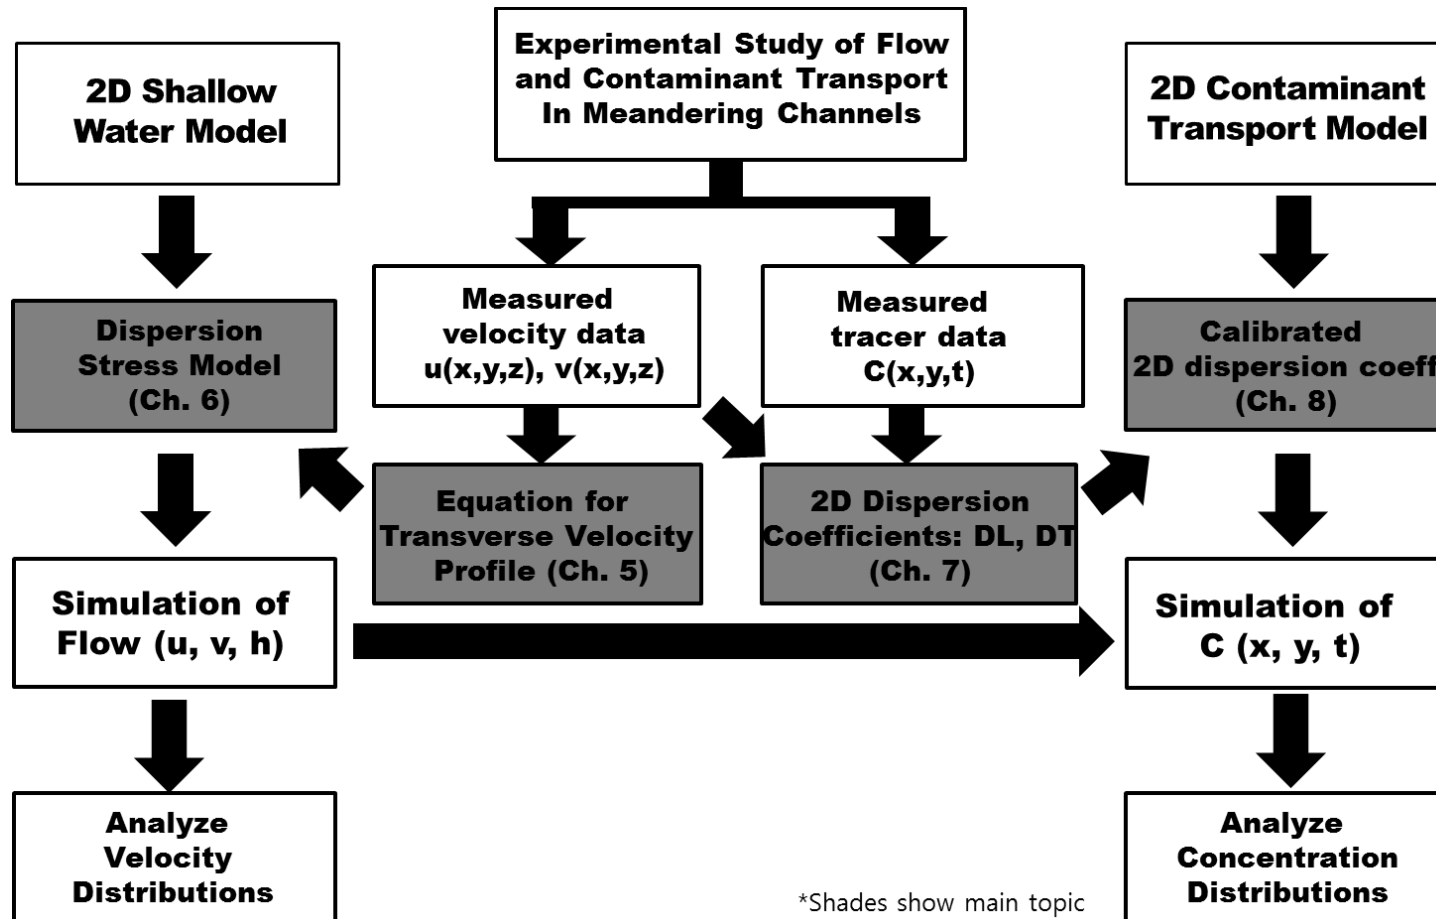 2D Shallow
Water Model
Experimental Study of Flow
and Contaminant Transport
In Meandering Channels
2D Contaminant
Transport Model
Dispersion
Stress Model
(Ch. 6)
Measured
velocity data
u(x,y,z), v(x,y,z)
Measured
tracer data
C(x,y,t)
Calibrated
2D dispersion coeff
(Ch. 8)
Equation for
Transverse Velocity
Profile (Ch. 5)
2D Dispersion
Coefficients: DL, DT
(Ch. 7)
Simulation of
Flow (u, v, h)
Simulation of
C (x, y, t)
Analyze
Velocity
Distributions
Analyze
Concentration
Distributions
*Shades show main topic